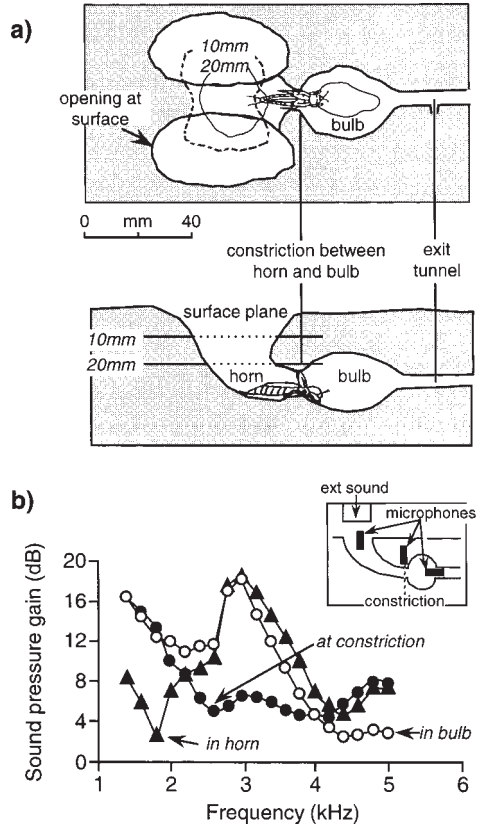 a)
10mm
20mm
opening at
surface
bulb
0 mm 40
constriction between
horn and bulb
exit
tunnel
surface plane
10mm
20mm
horn
bulb
b)
ext sound
microphones
constriction
Sound pressure gain (dB)
20
16
12
8
4
0
at constriction
in horn
in bulb
1 2 3 4 5 6
Frequency (kHz)